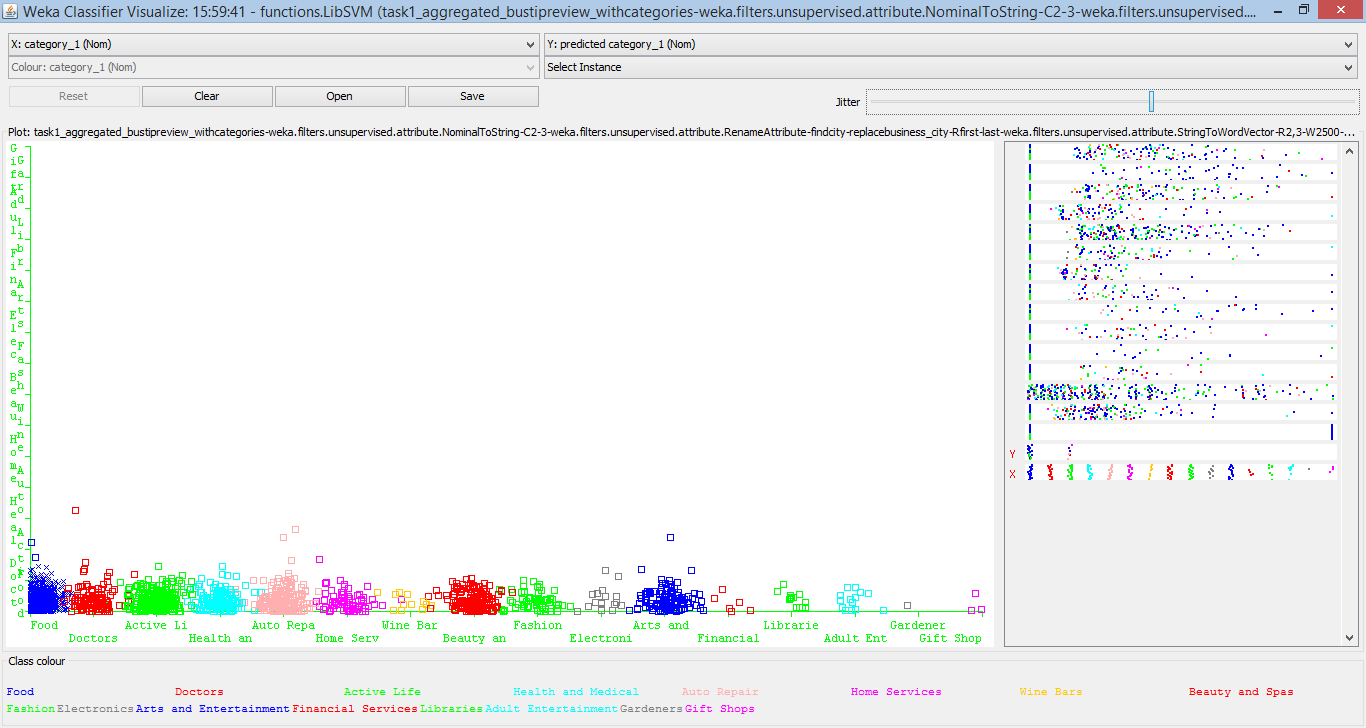 Weka Classifier Visualize: 15:59:41 - functions.LibSVM (task1_aggregated_bustipreview_withcategories-weka.filters.unsupervised.attribute.NominalToString-C2-3-weka.filters.unsupervised....
X: category_1 (Nom) Y: predicted category_1 (Nom)
Colour: category_1 (Nom) Select Instance
Reset Clear Open Save Jitter
Plot: task1_aggregated_bustipreview_withcategories-weka.filters.unsupervised.attribute.NominalToString-C2-3-weka.filters.unsupervised.attribute.RenameAttribute-findcity-replacebusiness_city-Rfirst-last-weka.filters.unsupervised.attribute.StringToWordVector-R2,3-W2500-...
Y
X
Food Active Li Auto Repa Wine Bar Fashion Arts and Librarie Gardener
Doctors Health an Home Serv Beauty an Electroni Financial Adult Ent Gift Shop
Class colour
Food Doctors Active Life Health and Medical Auto Repair Home Services Wine Bars Beauty and Spas
Fashion Electronics Arts and Entertainment Financial Services Libraries Adult Entertainment Gardeners Gift Shops